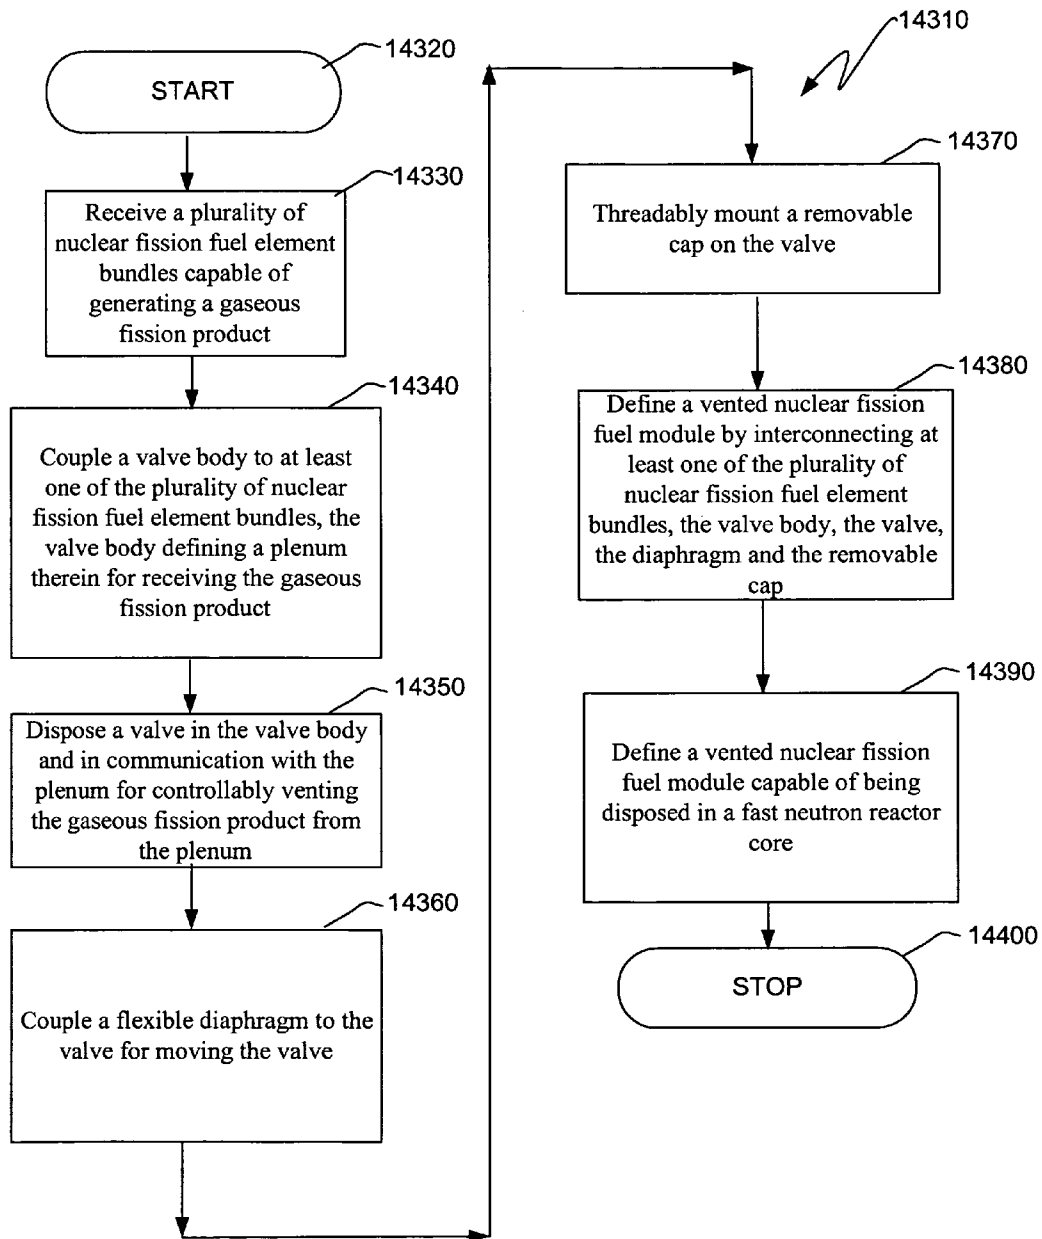 14320
START
14330
Receive a plurality of
nuclear fission fuel element
bundles capable of
generating a gaseous
fission product
14340
Couple a valve body to at least
one of the plurality of nuclear
fission fuel element bundles, the
valve body defining a plenum
therein for receiving the gaseous
fission product
14350
Dispose a valve in the valve body
and in communication with the
plenum for controllably venting
the gaseous fission product from
the plenum
14360
Couple a flexible diaphragm to the
valve for moving the valve
14310
14370
Threadably mount a removable
cap on the valve
14380
Define a vented nuclear fission
fuel module by interconnecting at
least one of the plurality of
nuclear fission fuel element
bundles, the valve body, the valve,
the diaphragm and the removable
cap
14390
Define a vented nuclear fission
fuel module capable of being
disposed in a fast neutron reactor
core
14400
STOP